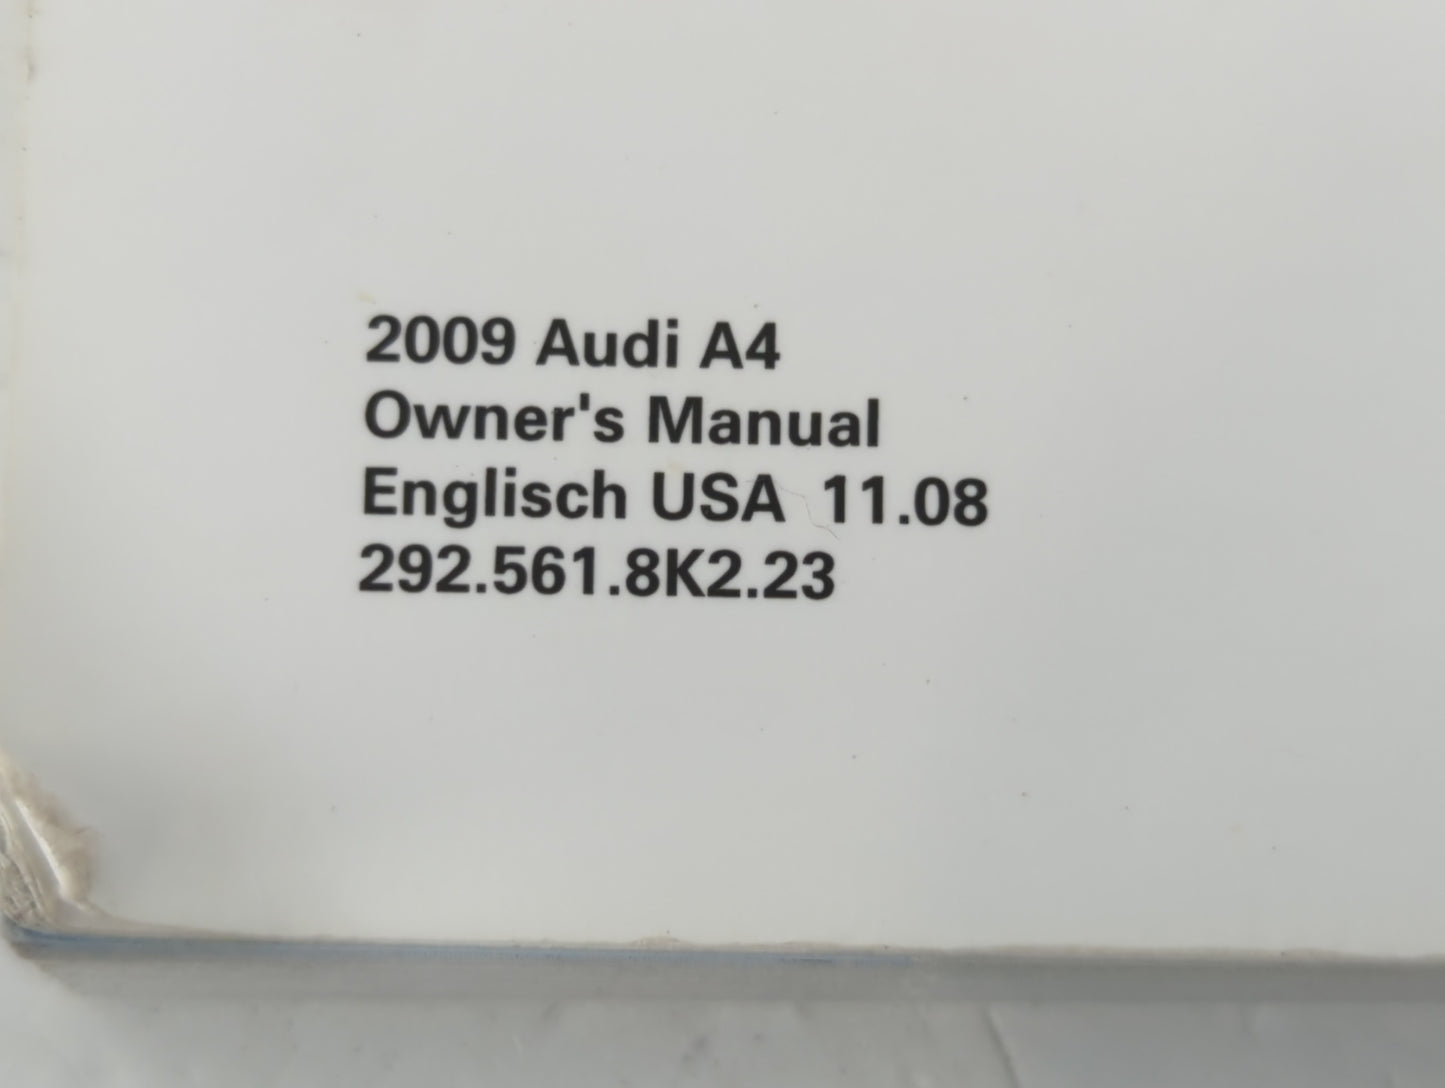 2009 Audi A4
Owner's Manual
Englisch USA 11.08
292.561.8K2.23